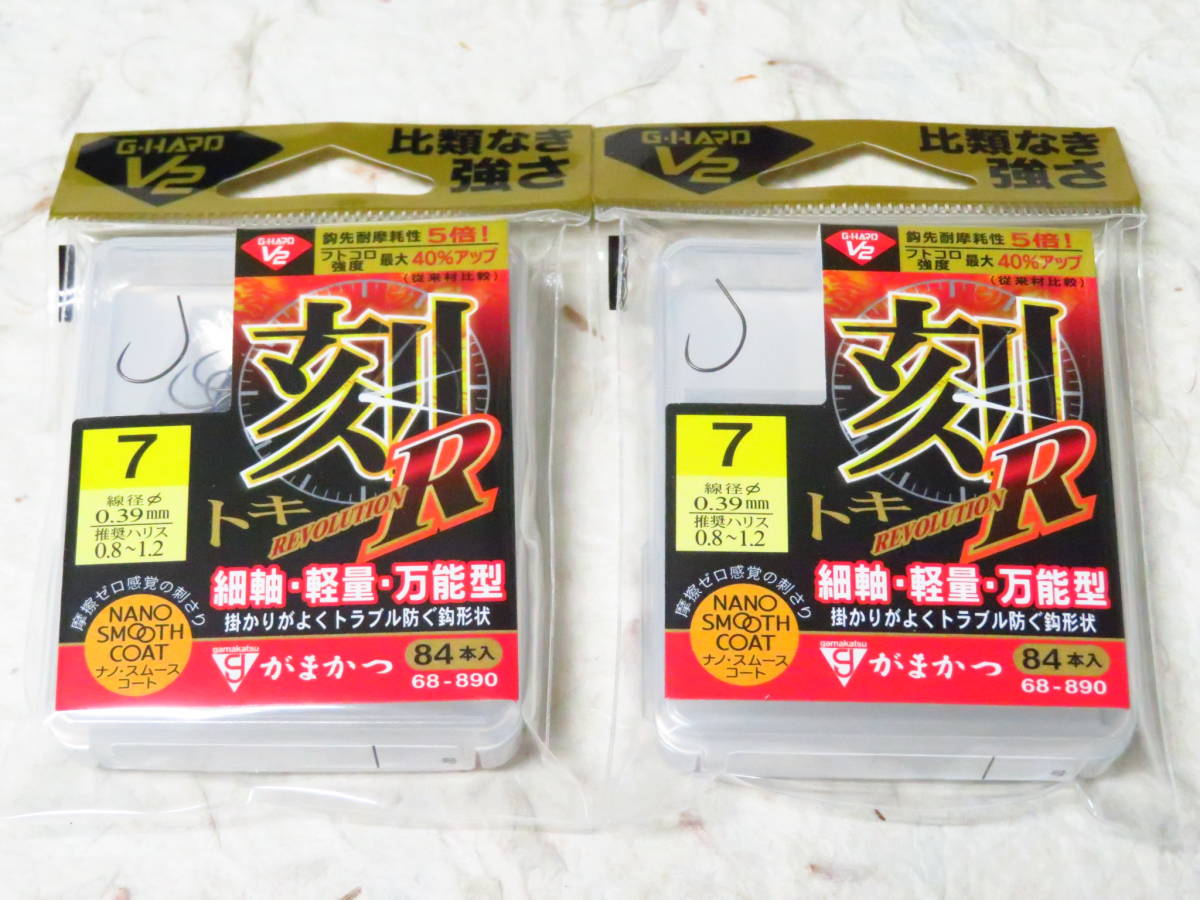 G-HARD
V2
比類なき
強さ
G-HARD
V2
鈎先耐摩耗性 5倍!
フトコロ強度 最大 40%アップ
(従来材比較)
刻
R
トキ
REVOLUTION
7
線径φ
0.39mm
推奨ハリス
0.8~1.2
細軸・軽量・万能型
掛かりがよくトラブル防ぐ鈎形状
摩擦ゼロ感覚の刺さり
NANO
SMOOTH
COAT
ナノ・スムース
コート
gamakatsu
がまかつ
84本入
68-890
G-HARD
V2
比類なき
強さ
G-HARD
V2
鈎先耐摩耗性 5倍!
フトコロ強度 最大 40%アップ
(従来材比較)
刻
R
トキ
REVOLUTION
7
線径φ
0.39mm
推奨ハリス
0.8~1.2
細軸・軽量・万能型
掛かりがよくトラブル防ぐ鈎形状
摩擦ゼロ感覚の刺さり
NANO
SMOOTH
COAT
ナノ・スムース
コート
gamakatsu
がまかつ
84本入
68-890